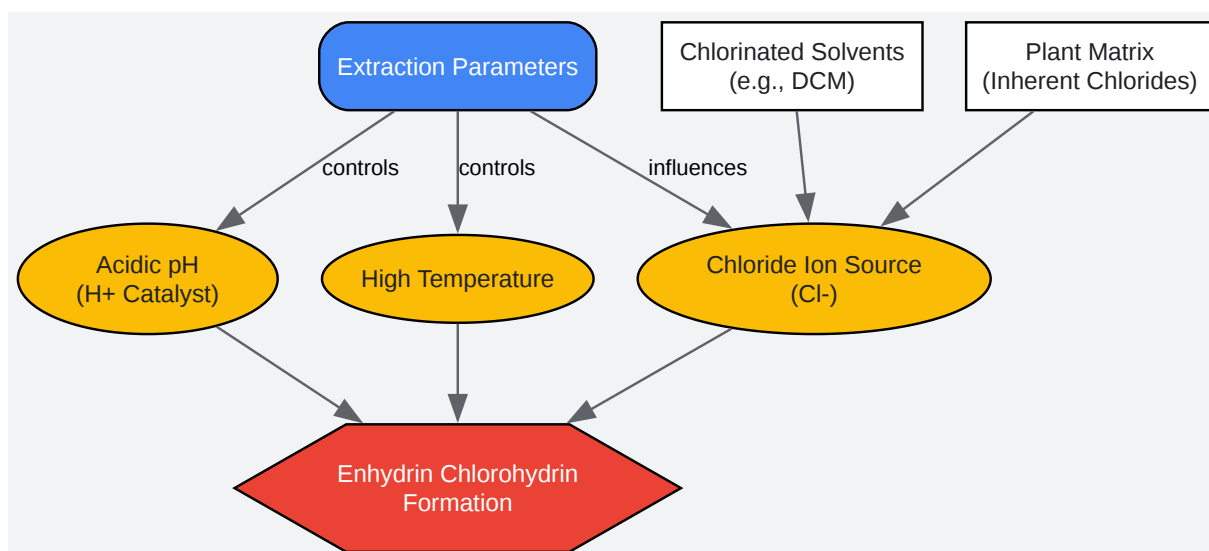 Extraction Parameters
Chlorinated Solvents
(e.g., DCM)
Plant Matrix
(Inherent Chlorides)
controls
controls
influences
Acidic pH
(H+ Catalyst)
High Temperature
Chloride Ion Source
(Cl-)
Enhydrin Chlorohydrin
Formation